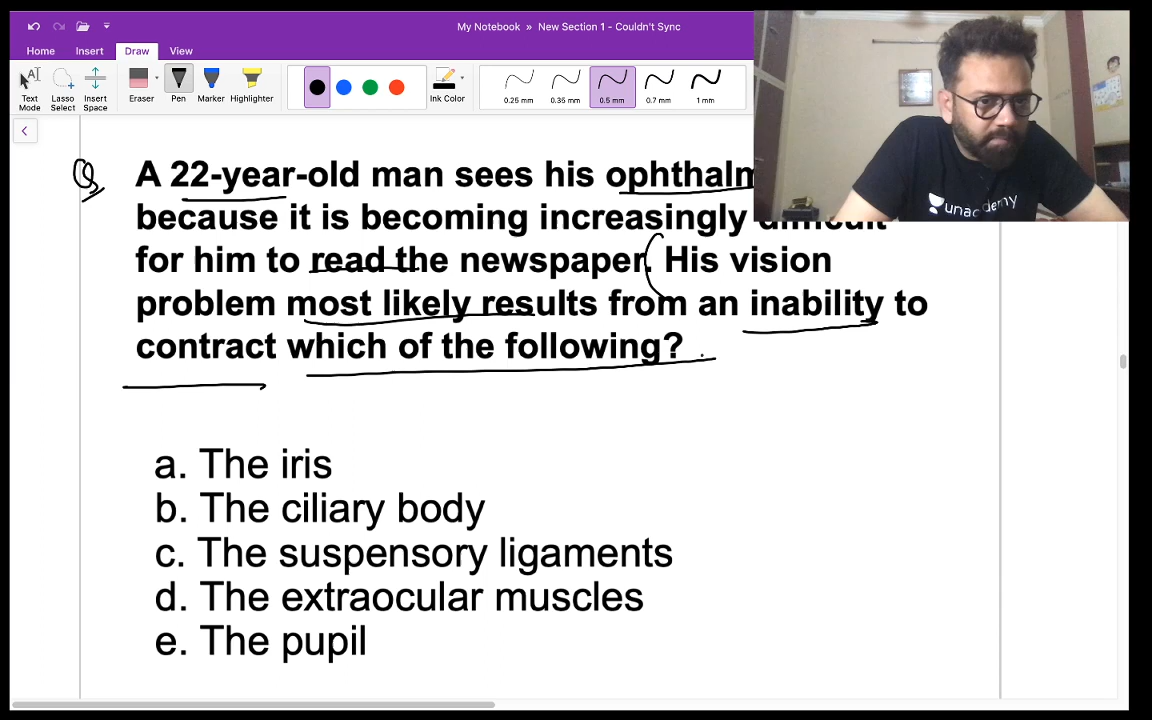 My Notebook » New Section 1 - Couldn't Sync
Home Insert Draw View
Text Mode Lasso Select Insert Space Eraser Pen Marker Highlighter Ink Color 0.25 mm 0.35 mm 0.5 mm 0.7 mm 1 mm
unacademy
Q
A 22-year-old man sees his ophthalm
because it is becoming increasingly difficult
for him to read the newspaper. His vision
problem most likely results from an inability to
contract which of the following?
a. The iris
b. The ciliary body
c. The suspensory ligaments
d. The extraocular muscles
e. The pupil